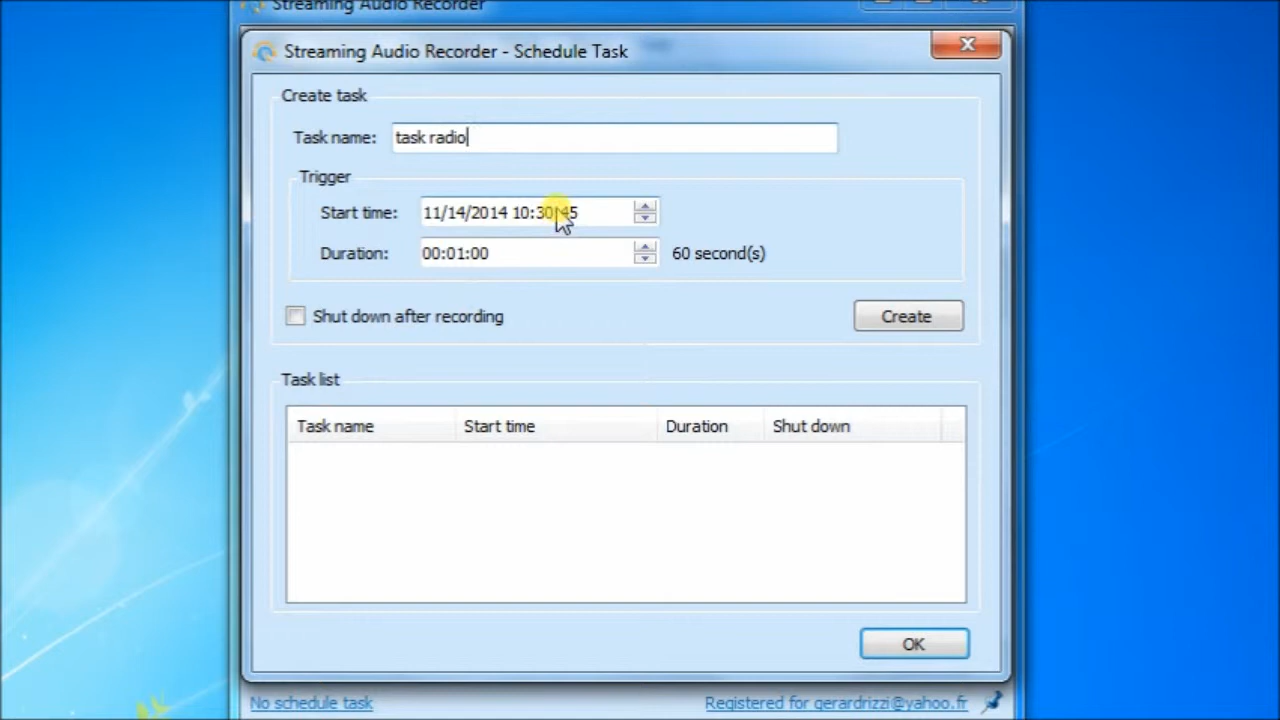 Streaming Audio Recorder
Streaming Audio Recorder - Schedule Task
Create task
Task name: task radio
Trigger
Start time: 11/14/2014 10:30:45
Duration: 00:01:00 60 second(s)
Shut down after recording Create
Task list
Task name Start time Duration Shut down
OK
No schedule task Registered for gerardrizzi@yahoo.fr